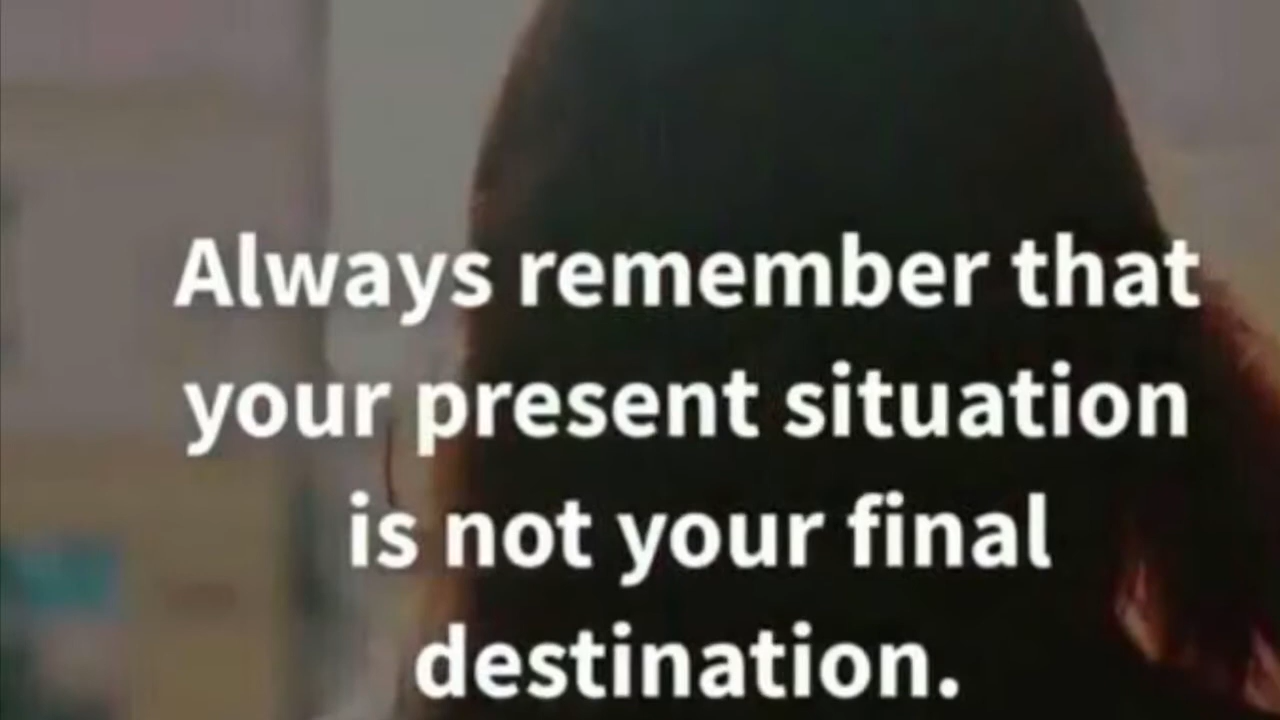 Always remember that
your present situation
is not your final
destination.